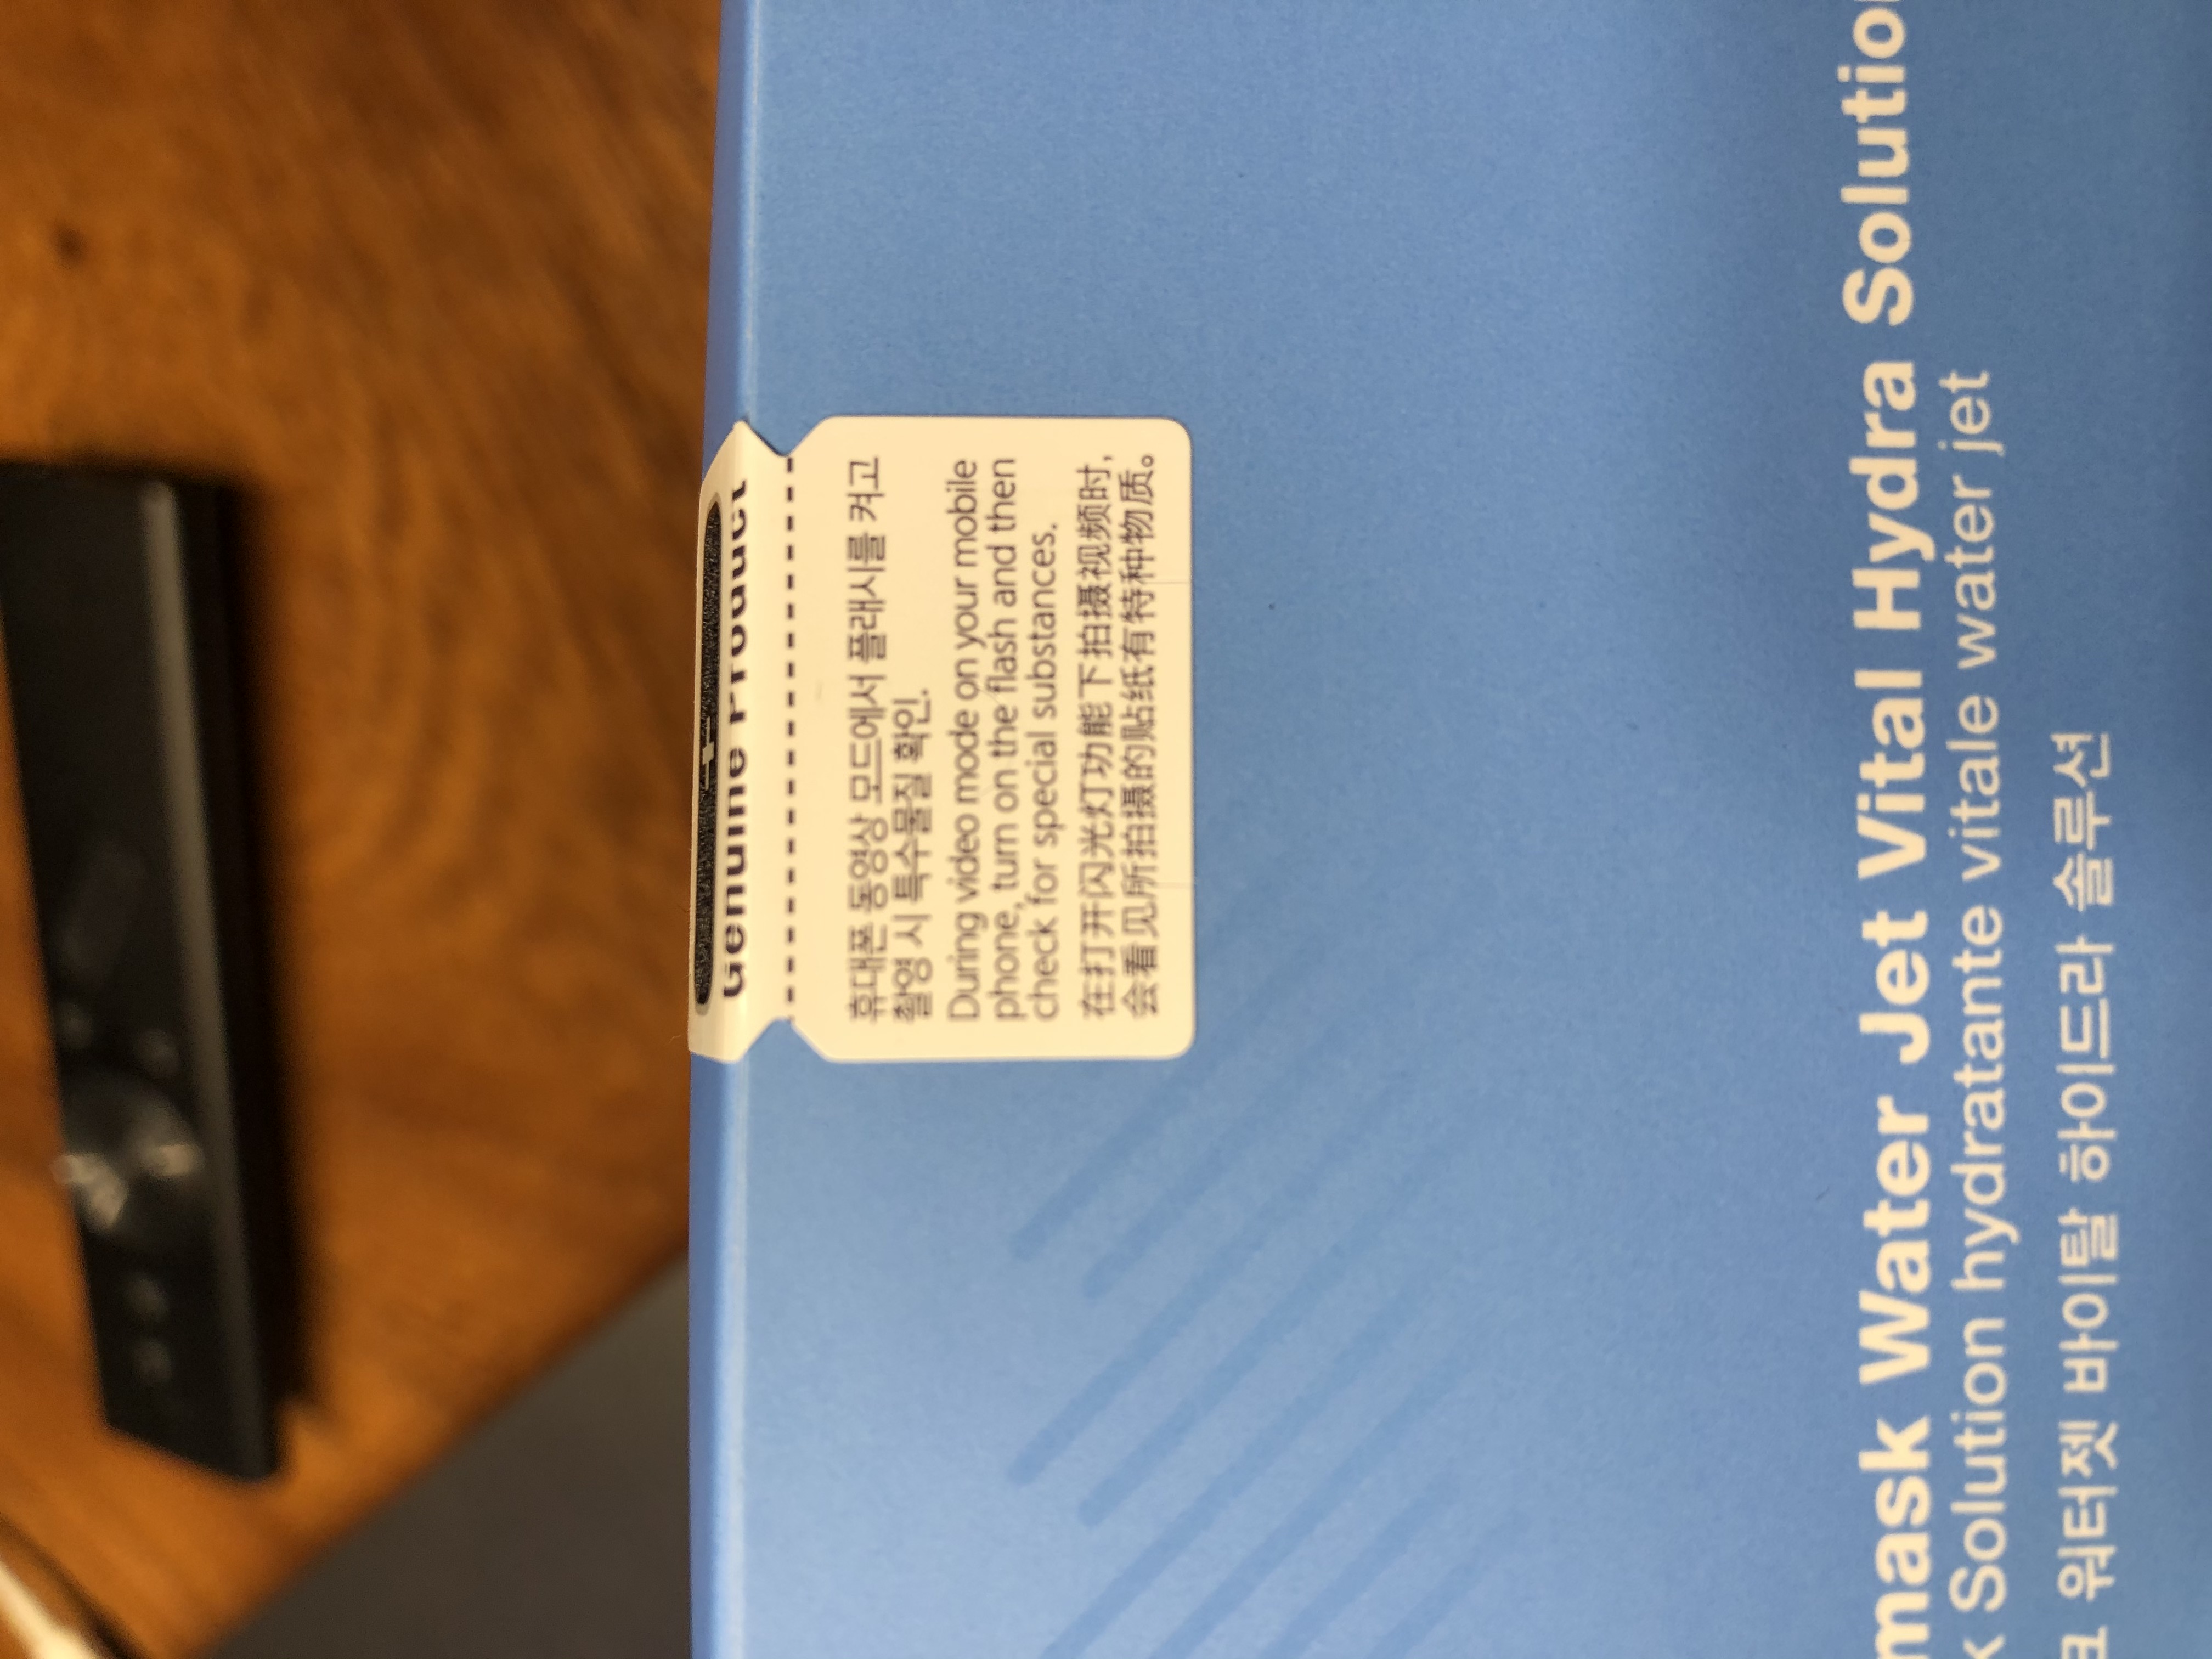 Genuine Product
휴대폰 동영상 모드에서 플래시를 켜고
촬영 시 특수물질 확인.
During video mode on your mobile
phone, turn on the flash and then
check for special substances.
在打开闪光灯功能下拍摄视频时,
会看见所拍摄的贴纸有特种物质。
mask Water Jet Vital Hydra Solutio
k Solution hydratante vitale water jet
크 워터젯 바이탈 하이드라 솔루션